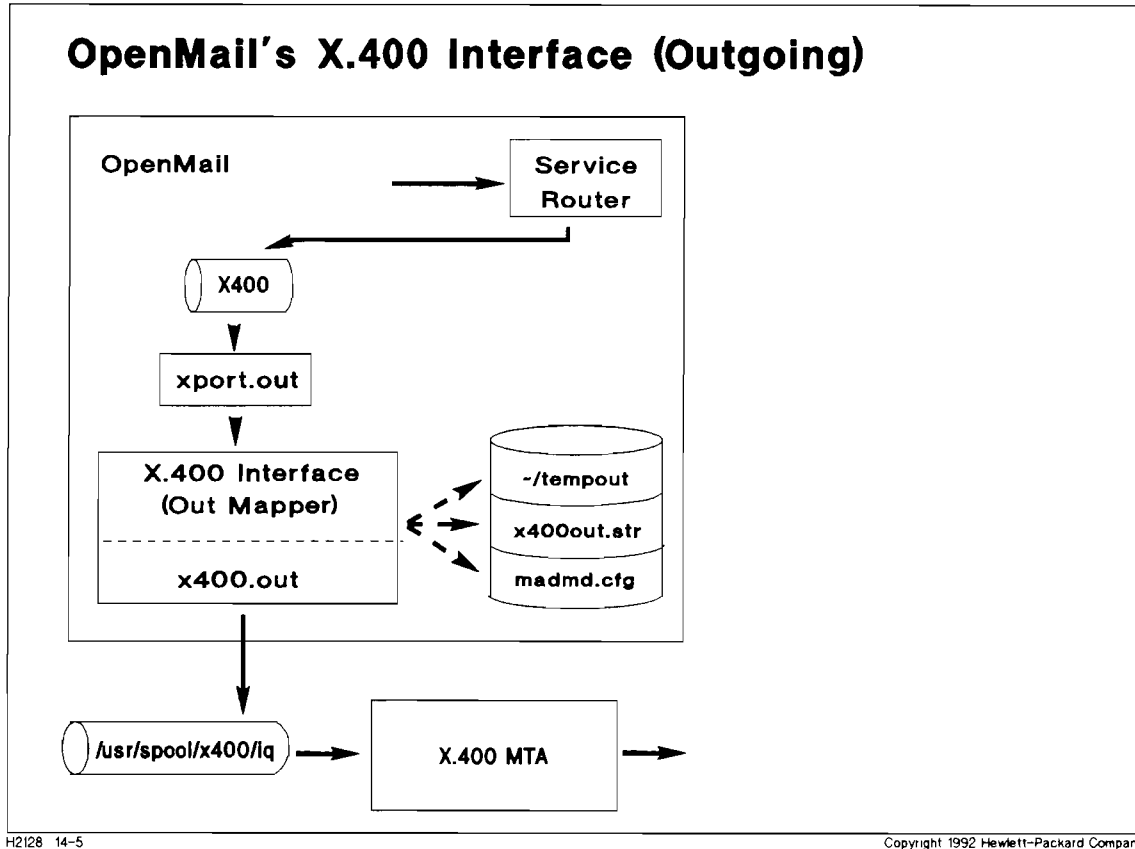 OpenMail's X.400 Interface (Outgoing)
OpenMail
Service
Router
X400
xport.out
X.400 Interface
(Out Mapper)
x400.out
~/tempout
x400out.str
madmd.cfg
/usr/spool/x400/iq
X.400 MTA
H2128 14-5
Copyright 1992 Hewlett-Packard Compan